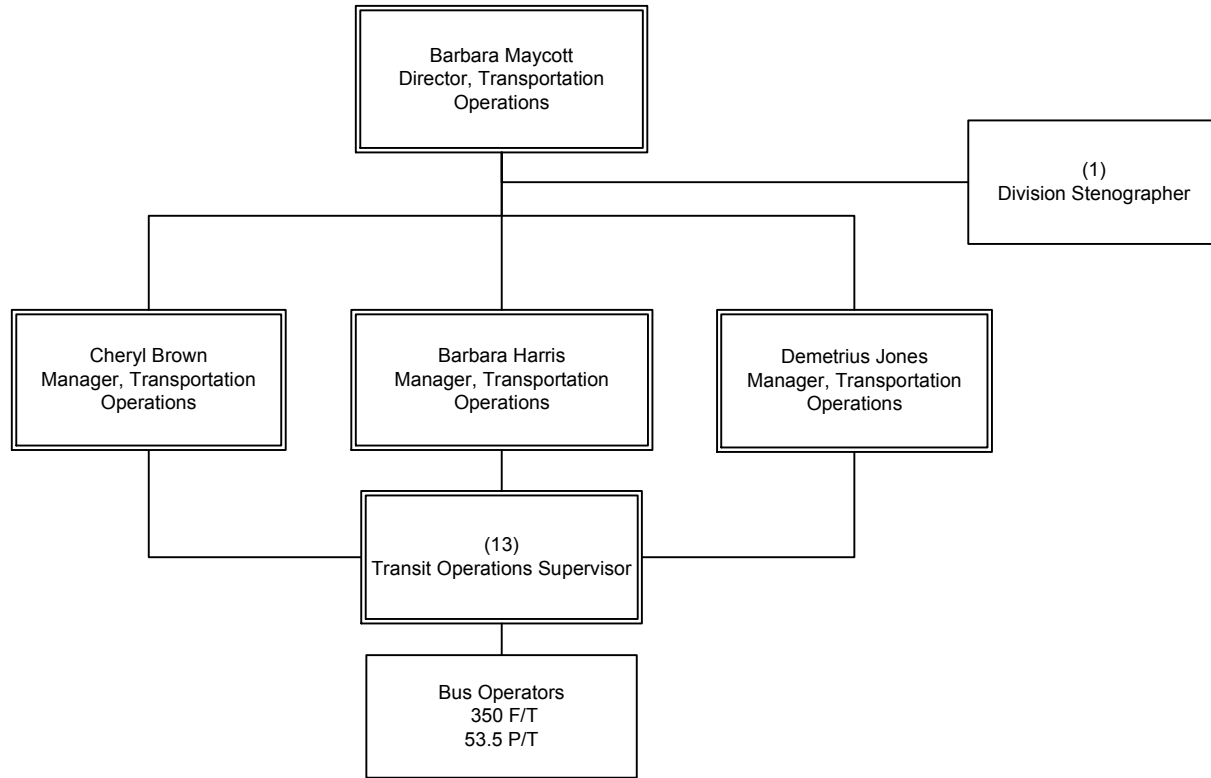 Barbara Maycott
Director, Transportation
Operations
(1)
Division Stenographer
Cheryl Brown
Manager, Transportation
Operations
Barbara Harris
Manager, Transportation
Operations
Demetrius Jones
Manager, Transportation
Operations
(13)
Transit Operations Supervisor
Bus Operators
350 F/T
53.5 P/T